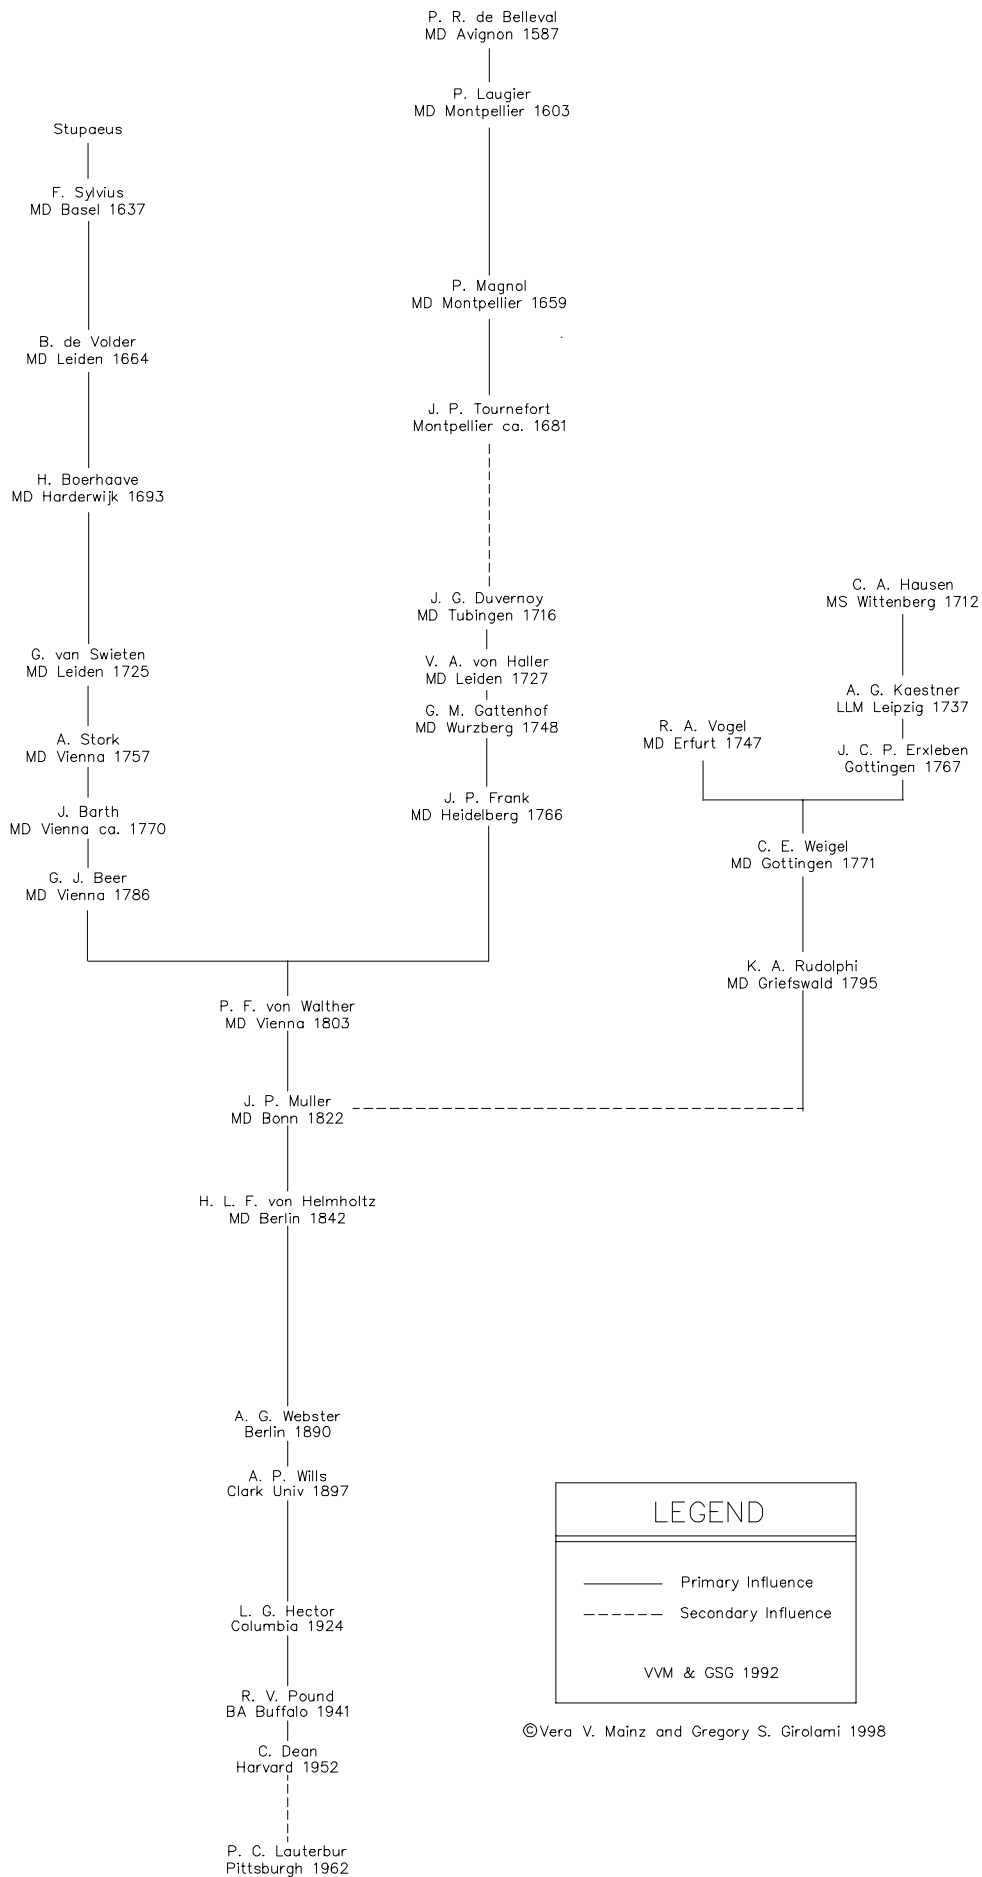 P. R. de Belleval
MD Avignon 1587
P. Laugier
MD Montpellier 1603
Stupaeus
F. Sylvius
MD Basel 1637
P. Magnol
MD Montpellier 1659
B. de Volder
MD Leiden 1664
J. P. Tournefort
Montpellier ca. 1681
H. Boerhaave
MD Harderwijk 1693
J. G. Duvernoy
MD Tubingen 1716
C. A. Hausen
MS Wittenberg 1712
G. van Swieten
MD Leiden 1725
V. A. von Haller
MD Leiden 1727
G. M. Gattenhof
MD Wurzberg 1748
A. G. Kaestner
LLM Leipzig 1737
R. A. Vogel
MD Erfurt 1747
A. Stork
MD Vienna 1757
J. C. P. Erxleben
Gottingen 1767
J. P. Frank
MD Heidelberg 1766
J. Barth
MD Vienna ca. 1770
C. E. Weigel
MD Gottingen 1771
G. J. Beer
MD Vienna 1786
K. A. Rudolphi
MD Griefswald 1795
P. F. von Walther
MD Vienna 1803
J. P. Muller
MD Bonn 1822
H. L. F. von Helmholtz
MD Berlin 1842
A. G. Webster
Berlin 1890
A. P. Wills
Clark Univ 1897
L. G. Hector
Columbia 1924
R. V. Pound
BA Buffalo 1941
C. Dean
Harvard 1952
P. C. Lauterbur
Pittsburgh 1962
LEGEND
Primary Influence
Secondary Influence
VVM & GSG 1992
©Vera V. Mainz and Gregory S. Girolami 1998